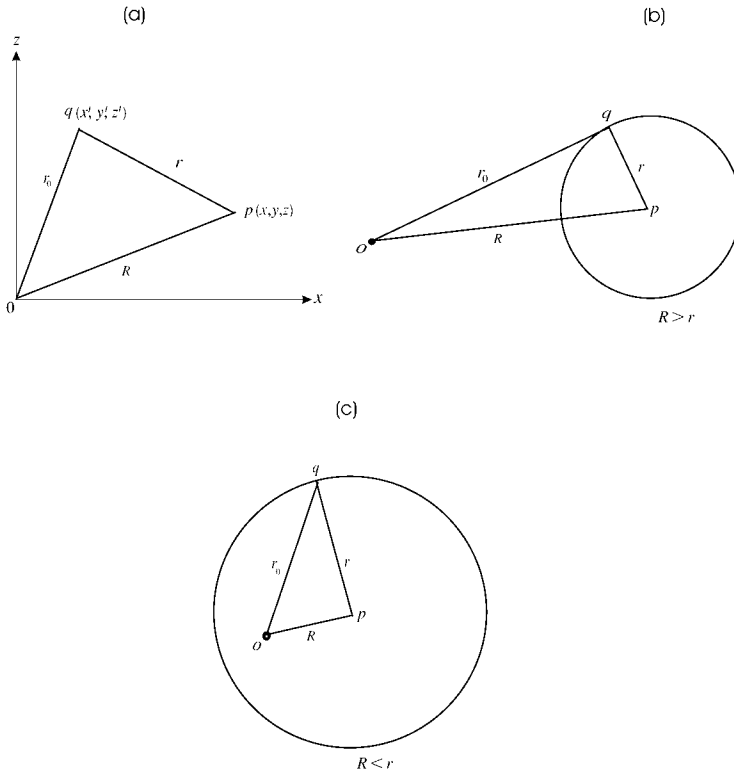 (a)
z
q (x', y', z')
r
r₀
p (x,y,z)
R
0
x
(b)
q
r₀
r
p
R
O
R > r
(c)
q
r₀
r
p
R
O
R < r